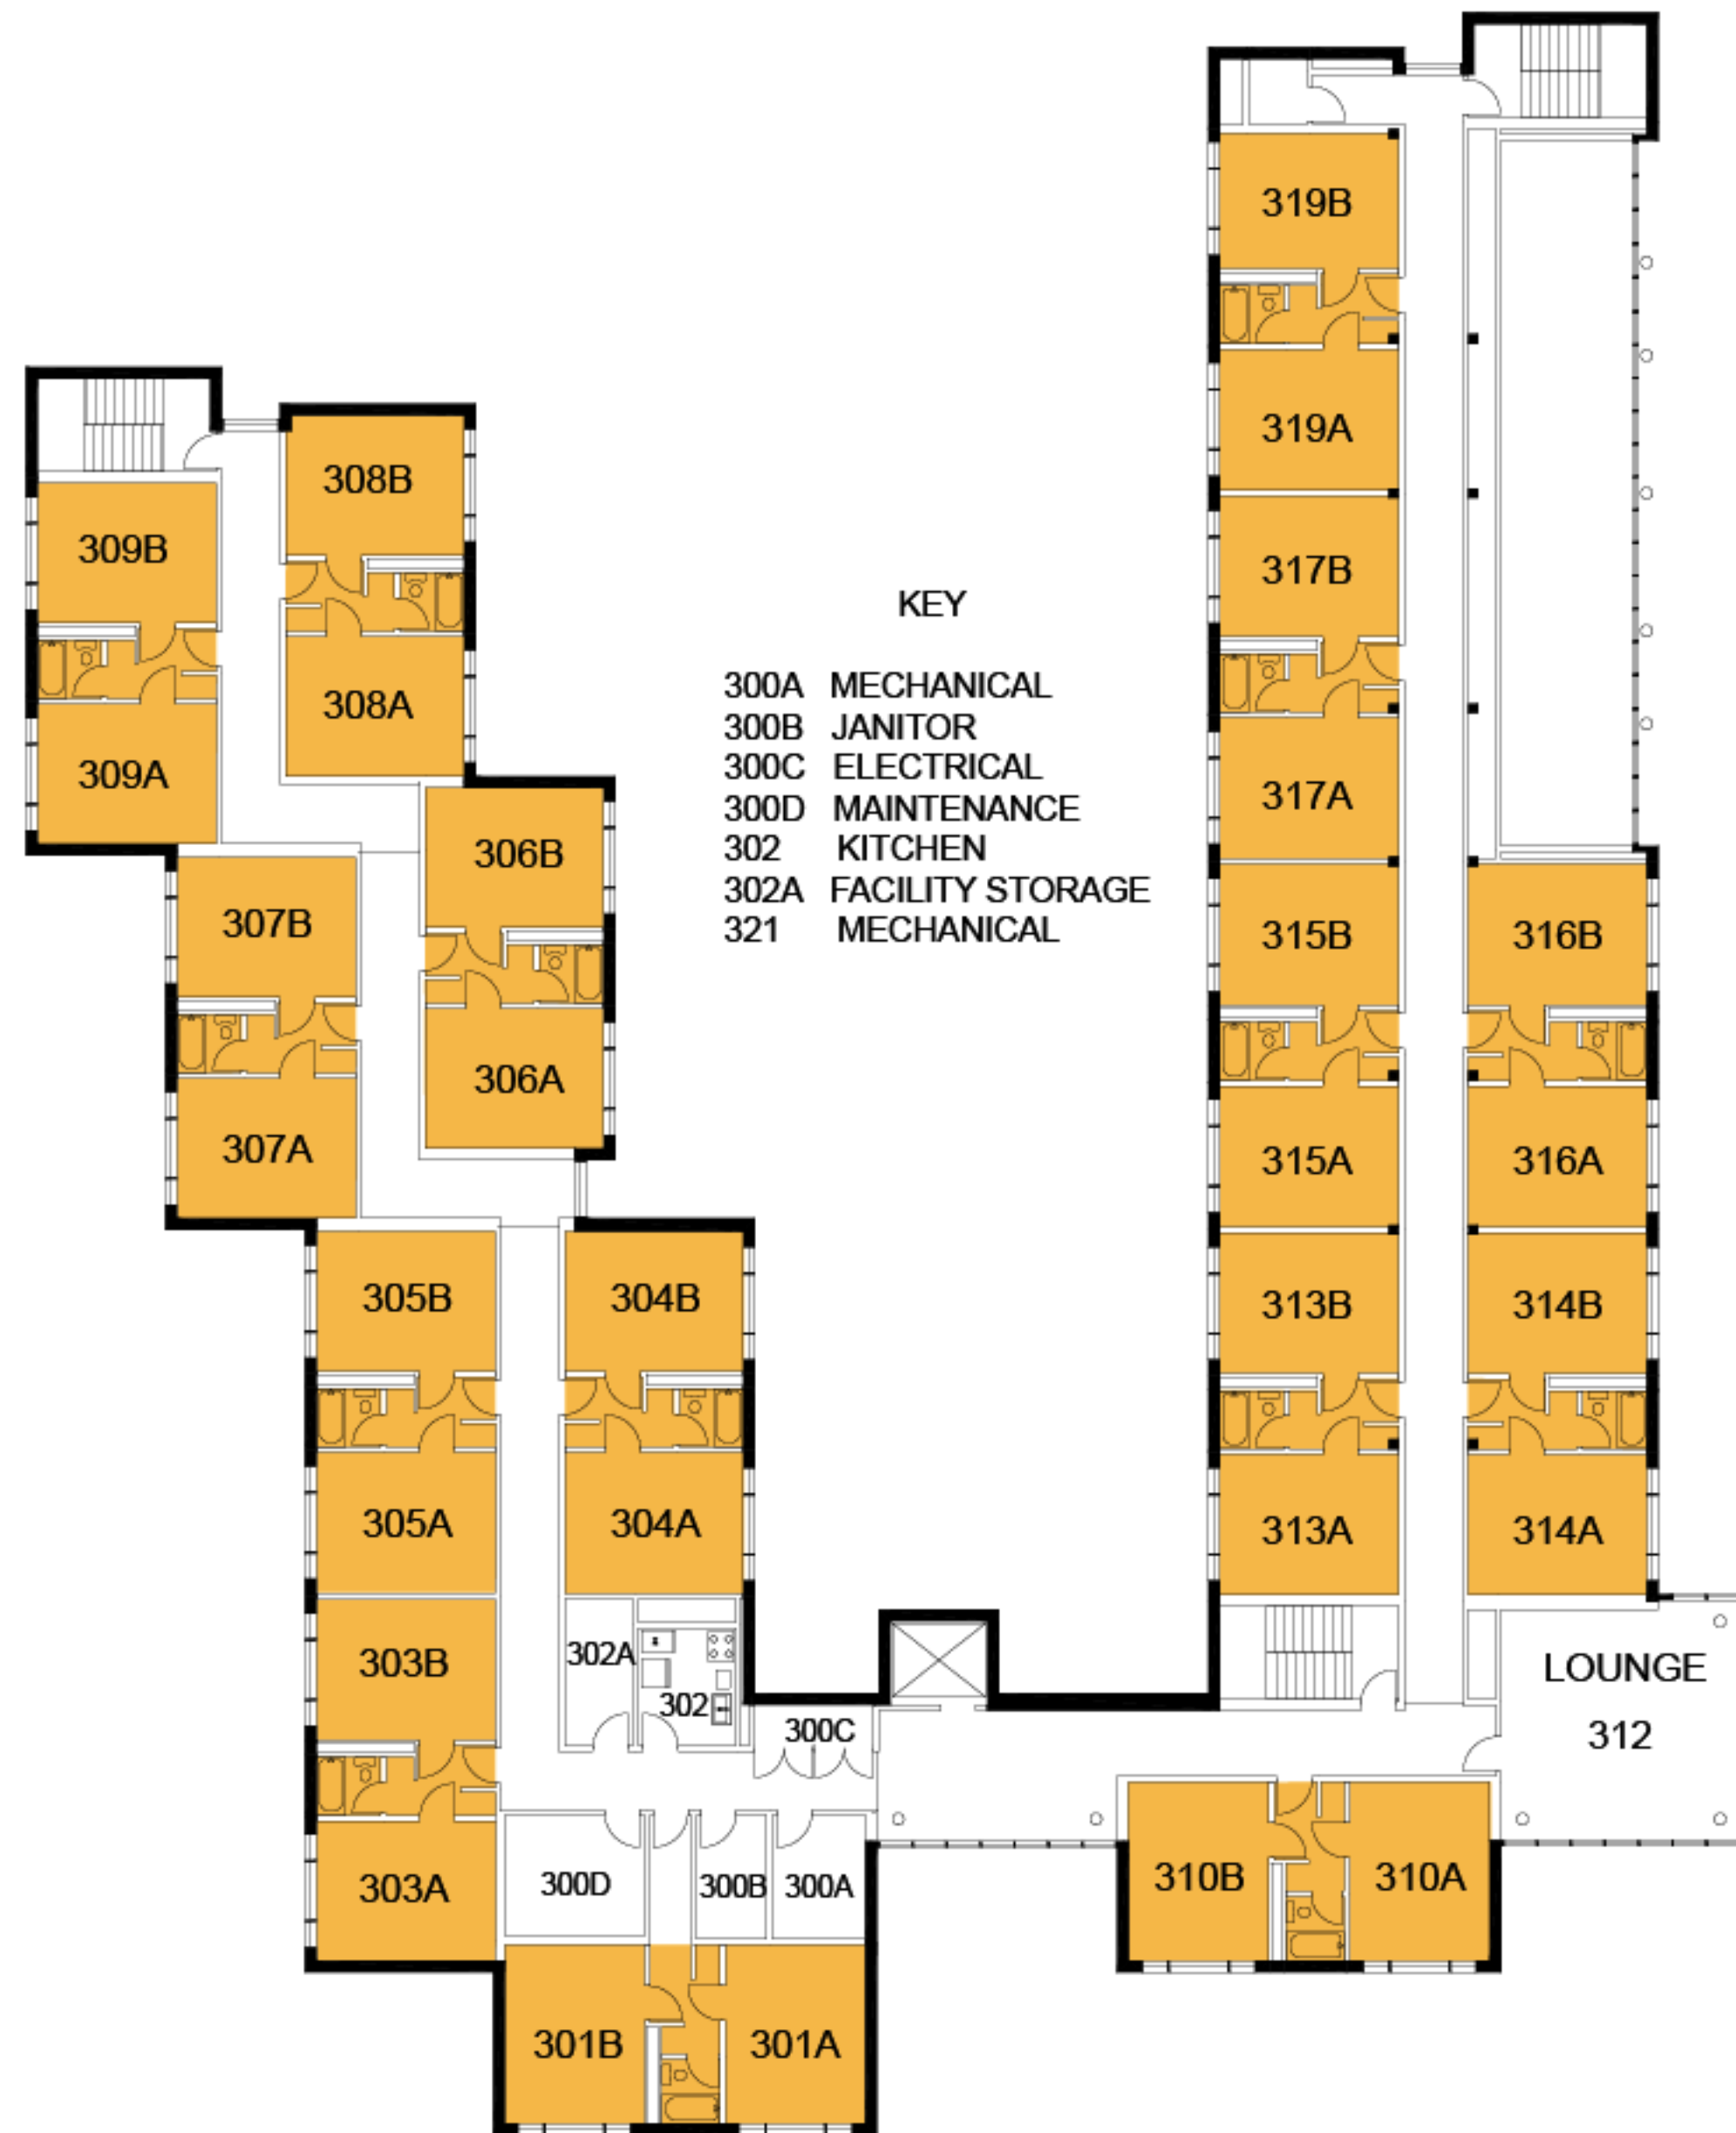 319B
319A
308B
317B
309B
KEY
308A
300A MECHANICAL
300B JANITOR
309A
300C ELECTRICAL
317A
300D MAINTENANCE
302 KITCHEN
306B
302A FACILITY STORAGE
307B
321 MECHANICAL
315B
316B
306A
307A
315A
316A
305B
304B
313B
314B
305A
304A
313A
314A
303B
302A
LOUNGE
302
300C
312
303A
300D
300B
300A
310B
310A
301B
301A